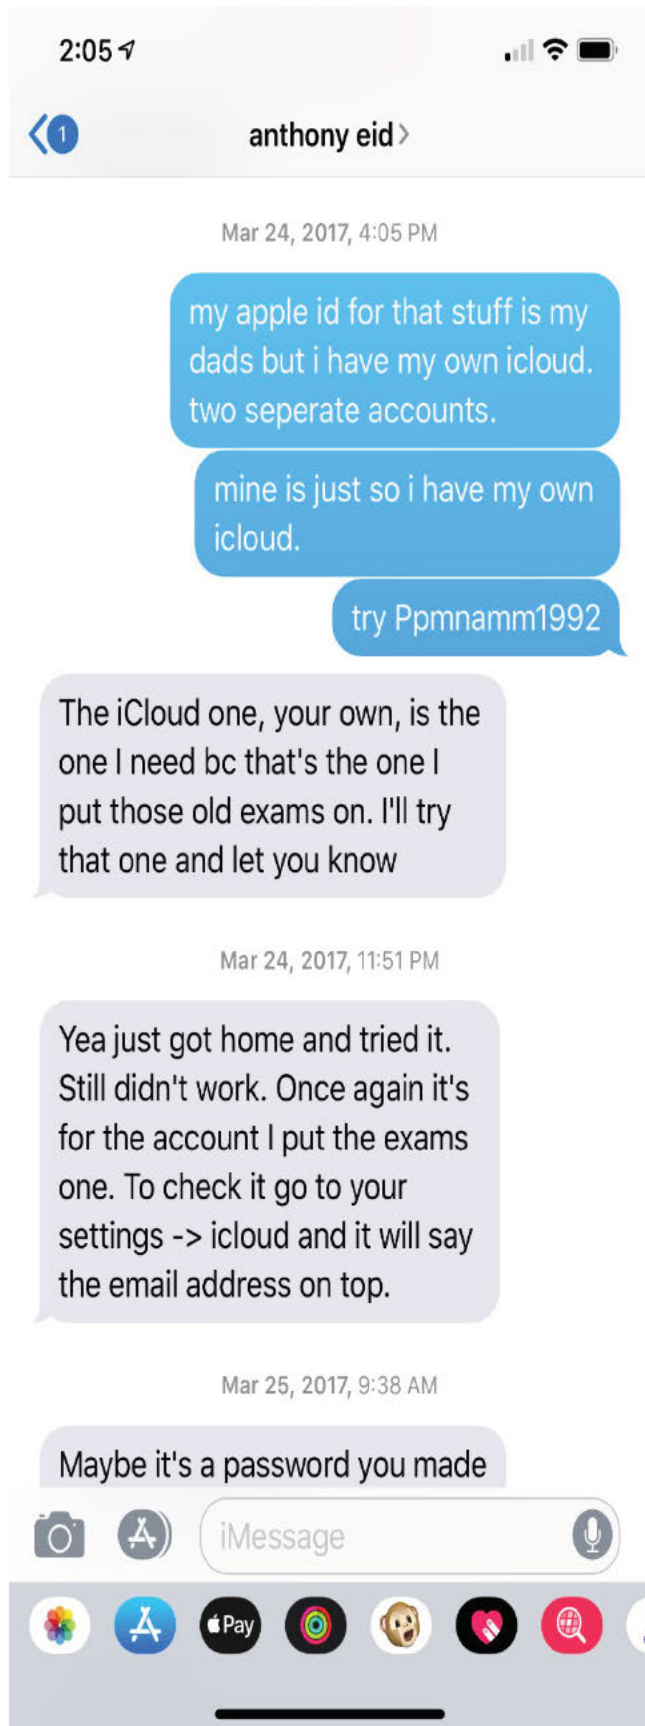 2:05
1
anthony eid
Mar 24, 2017, 4:05 PM
my apple id for that stuff is my
dads but i have my own icloud.
two seperate accounts.
mine is just so i have my own
icloud.
try Ppmnamm1992
The iCloud one, your own, is the
one I need bc that's the one I
put those old exams on. I'll try
that one and let you know
Mar 24, 2017, 11:51 PM
Yea just got home and tried it.
Still didn't work. Once again it's
for the account I put the exams
one. To check it go to your
settings -> icloud and it will say
the email address on top.
Mar 25, 2017, 9:38 AM
Maybe it's a password you made
iMessage
Pay